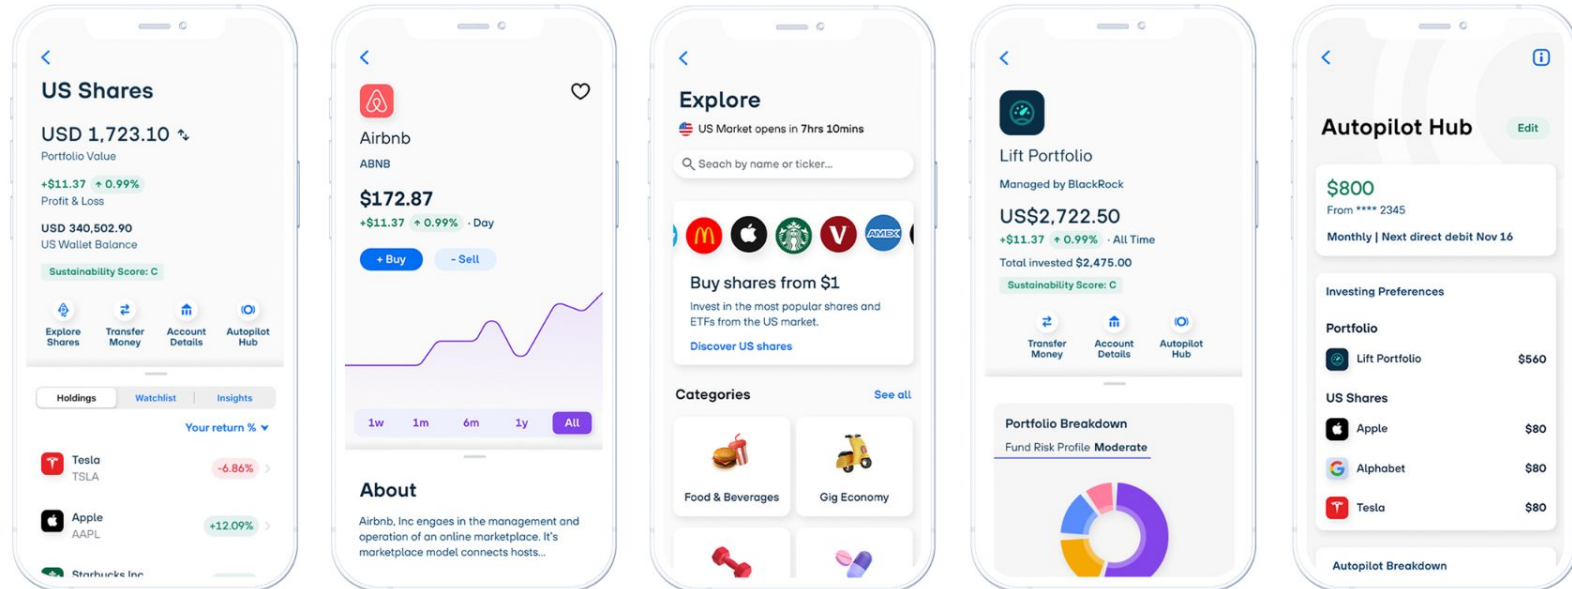 US Shares
USD 1,723.10
Portfolio Value
+$11.37 ↑ 0.99%
Profit & Loss
USD 340,502.90
US Wallet Balance
Sustainability Score: C
Explore Shares
Transfer Money
Account Details
Autopilot Hub
Holdings Watchlist Insights
Your return %
Tesla
TSLA
-6.86%
Apple
AAPL
+12.09%
Starbucks Inc
Airbnb
ABNB
$172.87
+$11.37 ↑ 0.99% · Day
+ Buy - Sell
1w 1m 6m 1y All
About
Airbnb, Inc engaes in the management and
operation of an online marketplace. It's
marketplace model connects hosts...
Explore
US Market opens in 7hrs 10mins
Seach by name or ticker...
AMEX
Buy shares from $1
Invest in the most popular shares and
ETFs from the US market.
Discover US shares
Categories See all
Food & Beverages Gig Economy
Lift Portfolio
Managed by BlackRock
US$2,722.50
+$11.37 ↑ 0.99% · All Time
Total invested $2,475.00
Sustainability Score: C
Transfer Money
Account Details
Autopilot Hub
Portfolio Breakdown
Fund Risk Profile Moderate
Autopilot Hub Edit
$800
From **** 2345
Monthly | Next direct debit Nov 16
Investing Preferences
Portfolio
Lift Portfolio $560
US Shares
Apple $80
Alphabet $80
Tesla $80
Autopilot Breakdown